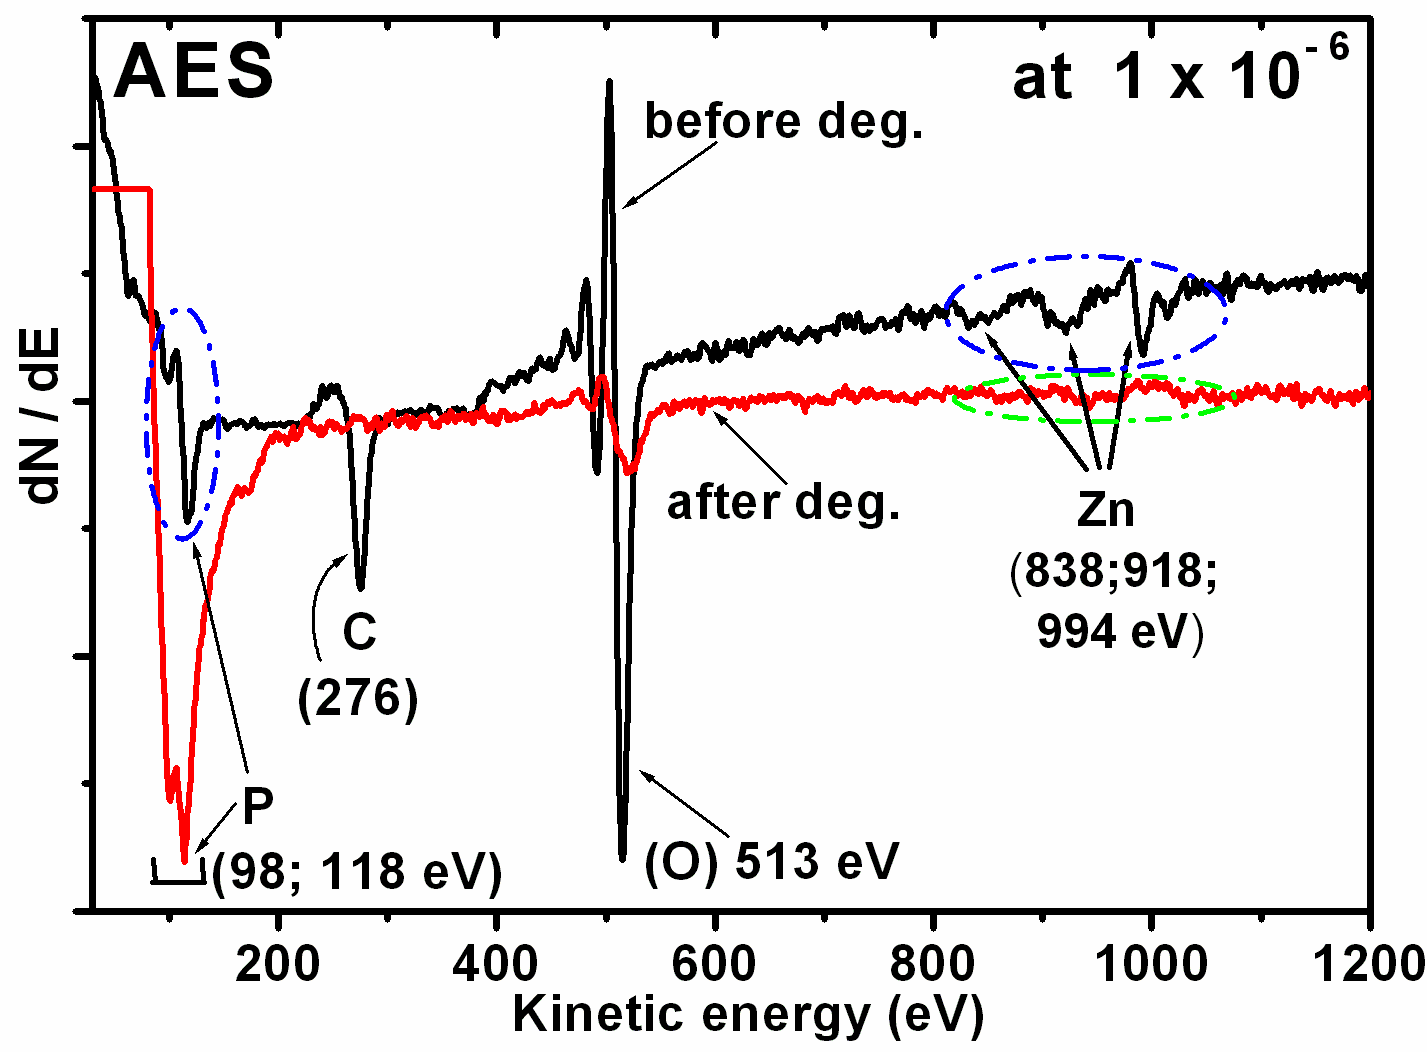 AES
at 1 x 10⁻⁶
before deg.
dN / dE
after deg.
Zn
(838;918;
994 eV)
C
(276)
P
(98; 118 eV)
(O) 513 eV
200 400 600 800 1000 1200
Kinetic energy (eV)